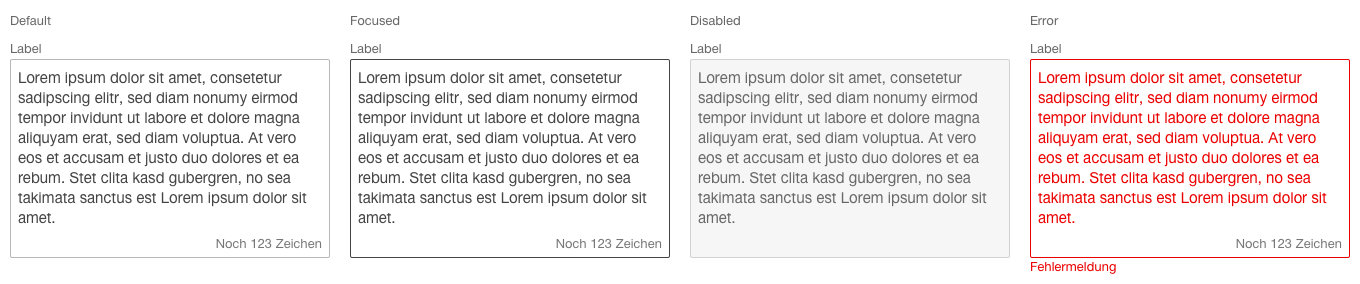 Default
Label
Lorem ipsum dolor sit amet, consetetur
sadipscing elitr, sed diam nonumy eirmod
tempor invidunt ut labore et dolore magna
aliquyam erat, sed diam voluptua. At vero
eos et accusam et justo duo dolores et ea
rebum. Stet clita kasd gubergren, no sea
takimata sanctus est Lorem ipsum dolor sit
amet.
Noch 123 Zeichen
Focused
Label
Lorem ipsum dolor sit amet, consetetur
sadipscing elitr, sed diam nonumy eirmod
tempor invidunt ut labore et dolore magna
aliquyam erat, sed diam voluptua. At vero
eos et accusam et justo duo dolores et ea
rebum. Stet clita kasd gubergren, no sea
takimata sanctus est Lorem ipsum dolor sit
amet.
Noch 123 Zeichen
Disabled
Label
Lorem ipsum dolor sit amet, consetetur
sadipscing elitr, sed diam nonumy eirmod
tempor invidunt ut labore et dolore magna
aliquyam erat, sed diam voluptua. At vero
eos et accusam et justo duo dolores et ea
rebum. Stet clita kasd gubergren, no sea
takimata sanctus est Lorem ipsum dolor sit
amet.
Error
Label
Lorem ipsum dolor sit amet, consetetur
sadipscing elitr, sed diam nonumy eirmod
tempor invidunt ut labore et dolore magna
aliquyam erat, sed diam voluptua. At vero
eos et accusam et justo duo dolores et ea
rebum. Stet clita kasd gubergren, no sea
takimata sanctus est Lorem ipsum dolor sit
amet.
Noch 123 Zeichen
Fehlermeldung